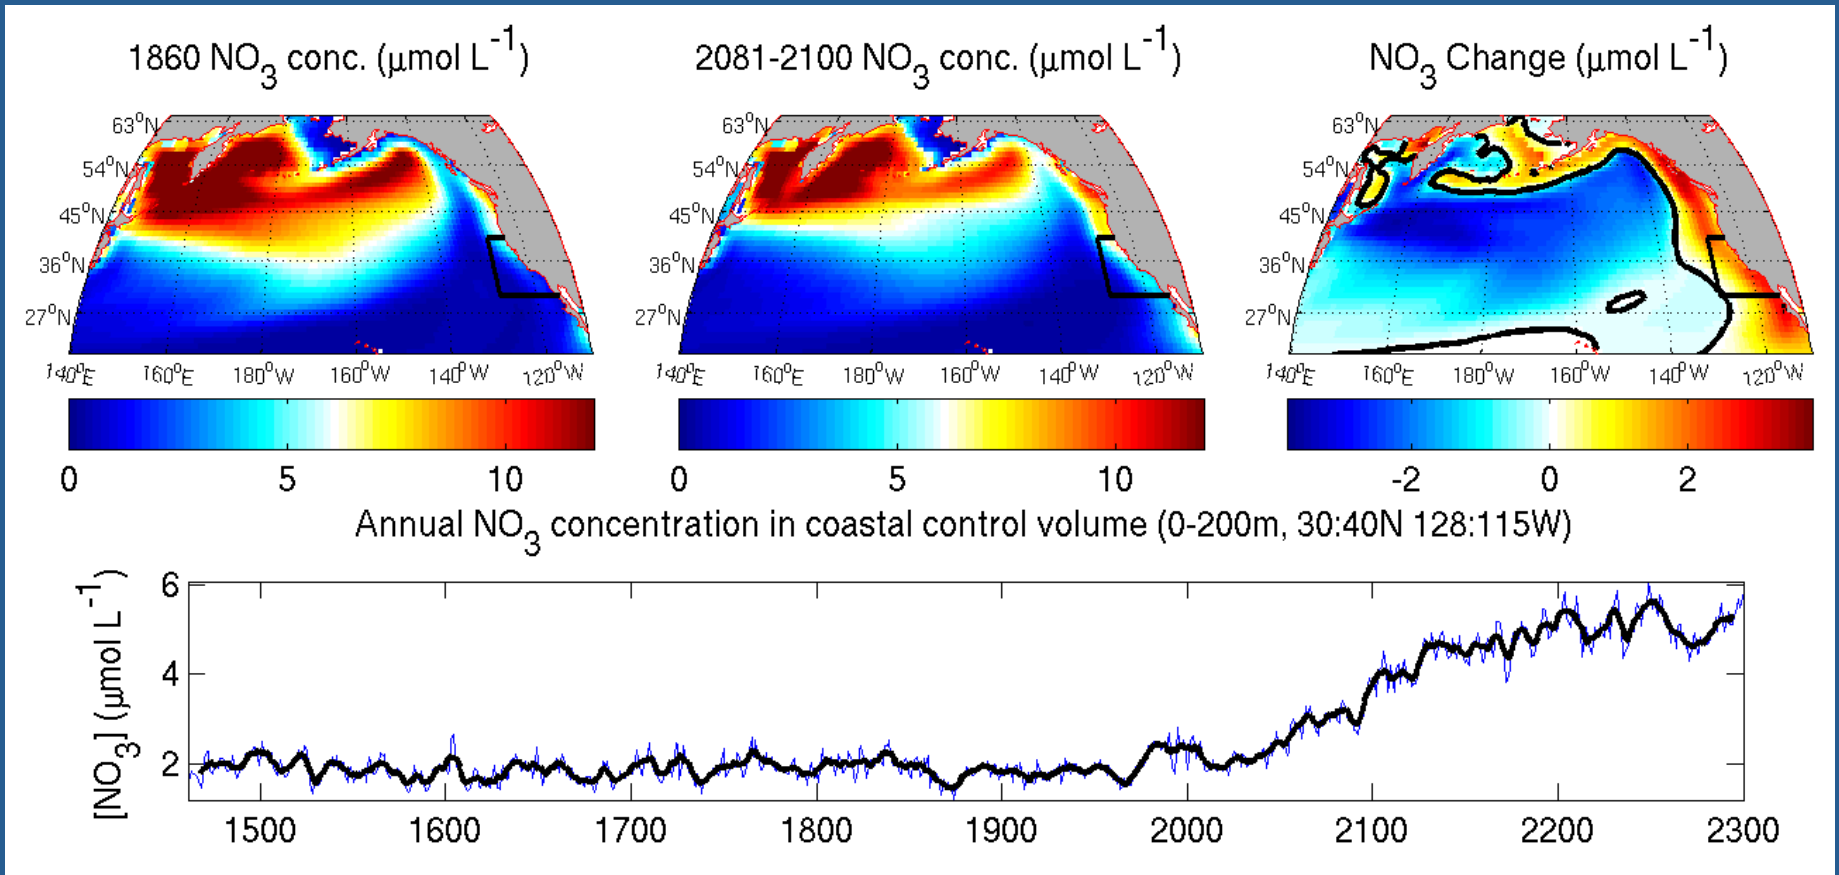 1860 NO₃ conc. (μmol L⁻¹)
2081-2100 NO₃ conc. (μmol L⁻¹)
NO₃ Change (μmol L⁻¹)
63°N
54°N
45°N
36°N
27°N
140°E 160°E 180°W 160°W 140°W 120°W
0 5 10
63°N
54°N
45°N
36°N
27°N
140°E 160°E 180°W 160°W 140°W 120°W
0 5 10
63°N
54°N
45°N
36°N
27°N
140°E 160°E 180°W 160°W 140°W 120°W
-2 0 2
Annual NO₃ concentration in coastal control volume (0-200m, 30:40N 128:115W)
[NO₃] (μmol L⁻¹)
6
4
2
1500 1600 1700 1800 1900 2000 2100 2200 2300